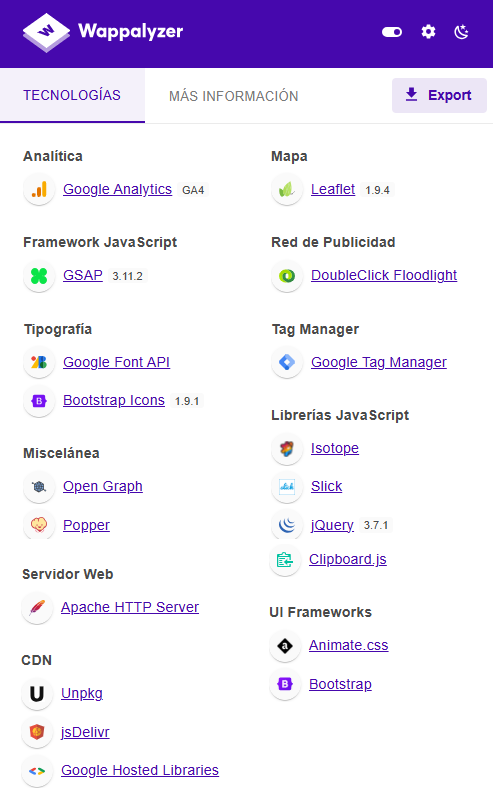 Wappalyzer
TECNOLOGÍAS
MÁS INFORMACIÓN
Export
Analítica
Google Analytics GA4
Framework JavaScript
GSAP 3.11.2
Tipografía
Google Font API
Bootstrap Icons 1.9.1
Miscelánea
Open Graph
Popper
Servidor Web
Apache HTTP Server
CDN
Unpkg
jsDelivr
Google Hosted Libraries
Mapa
Leaflet 1.9.4
Red de Publicidad
DoubleClick Floodlight
Tag Manager
Google Tag Manager
Librerías JavaScript
Isotope
Slick
jQuery 3.7.1
Clipboard.js
UI Frameworks
Animate.css
Bootstrap